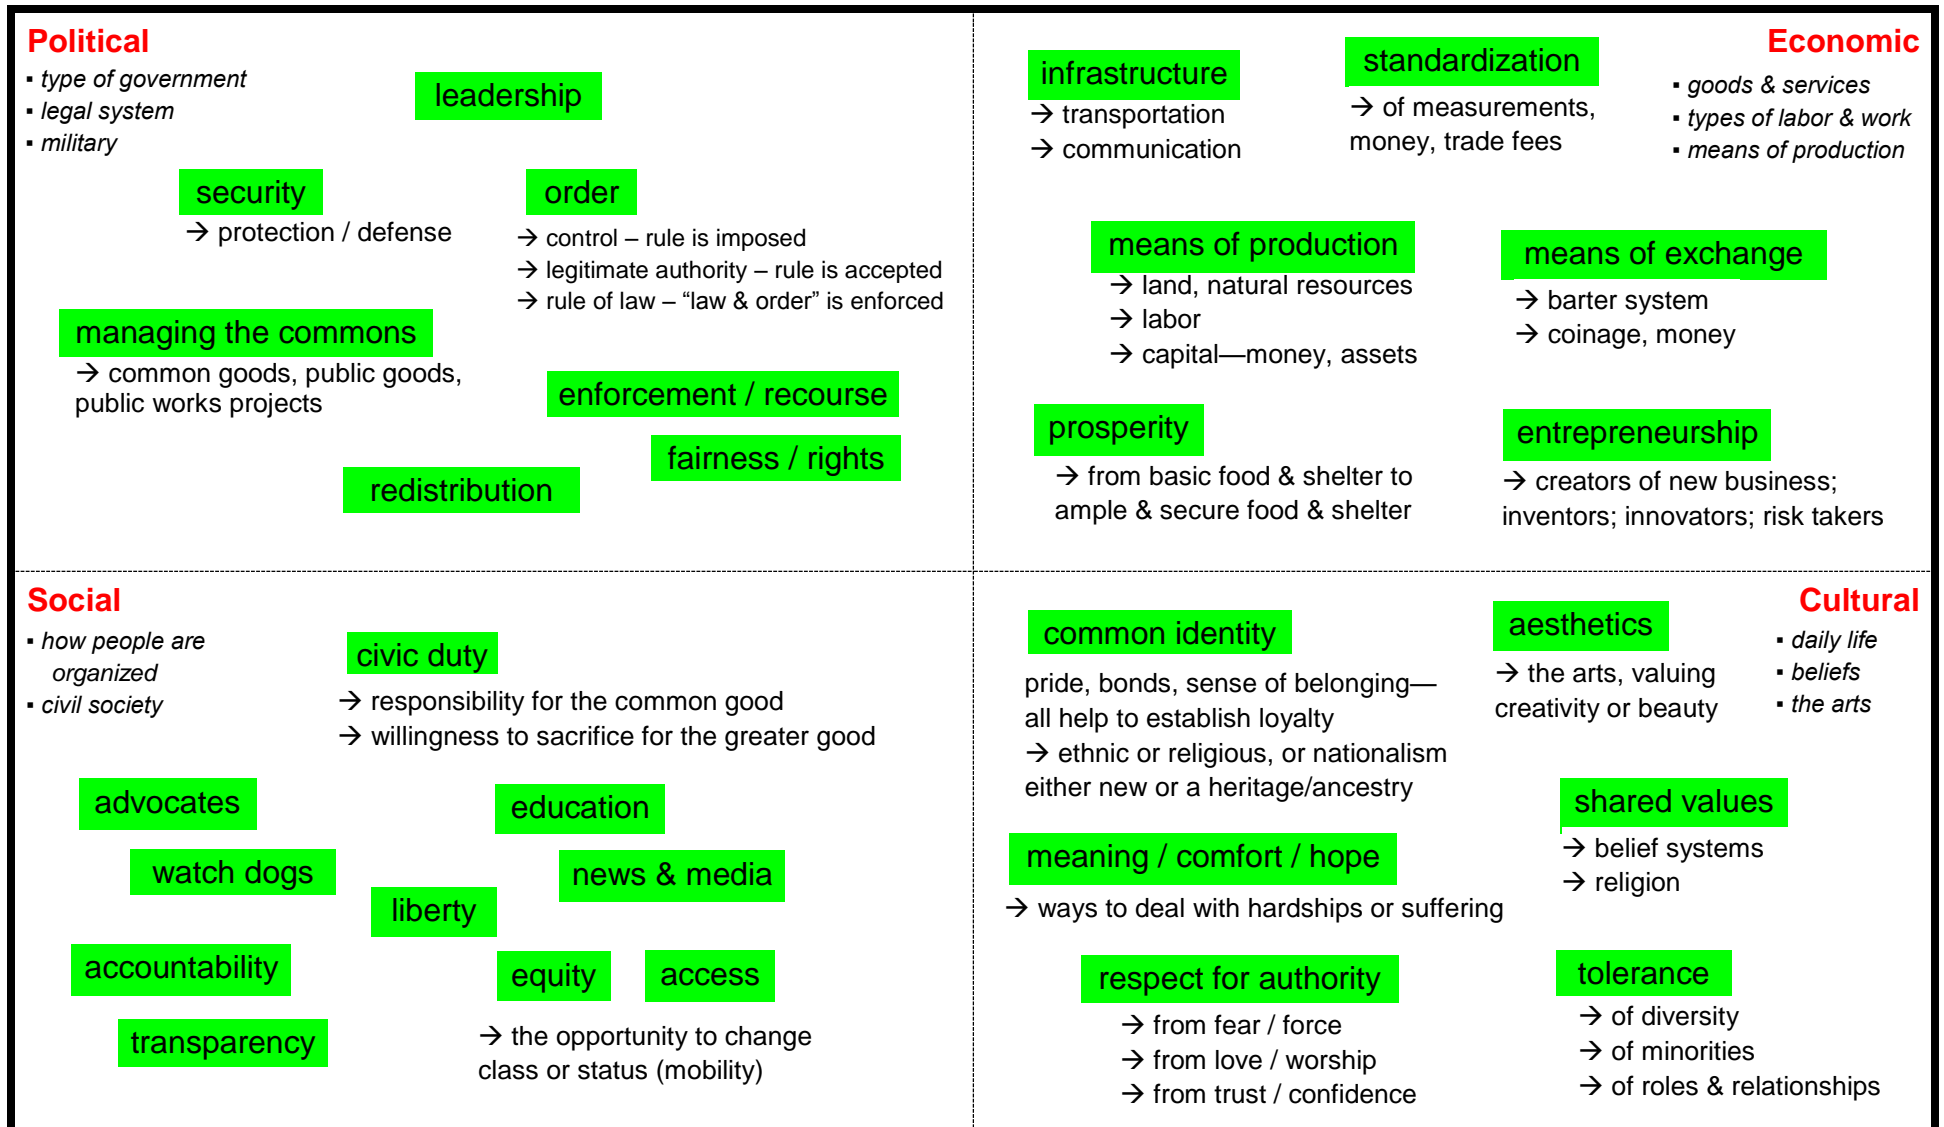 Political
▪ type of government
▪ legal system
▪ military
leadership
security
→ protection / defense
order
→ control – rule is imposed
→ legitimate authority – rule is accepted
→ rule of law – “law & order” is enforced
managing the commons
→ common goods, public goods,
public works projects
enforcement / recourse
fairness / rights
redistribution
Economic
▪ goods & services
▪ types of labor & work
▪ means of production
infrastructure
→ transportation
→ communication
standardization
→ of measurements,
money, trade fees
means of production
→ land, natural resources
→ labor
→ capital—money, assets
means of exchange
→ barter system
→ coinage, money
prosperity
→ from basic food & shelter to
ample & secure food & shelter
entrepreneurship
→ creators of new business;
inventors; innovators; risk takers
Social
▪ how people are
organized
▪ civil society
civic duty
→ responsibility for the common good
→ willingness to sacrifice for the greater good
advocates
education
watch dogs
news & media
liberty
accountability
equity
access
transparency
→ the opportunity to change
class or status (mobility)
Cultural
▪ daily life
▪ beliefs
▪ the arts
common identity
pride, bonds, sense of belonging—
all help to establish loyalty
→ ethnic or religious, or nationalism
either new or a heritage/ancestry
aesthetics
→ the arts, valuing
creativity or beauty
shared values
→ belief systems
→ religion
meaning / comfort / hope
→ ways to deal with hardships or suffering
respect for authority
→ from fear / force
→ from love / worship
→ from trust / confidence
tolerance
→ of diversity
→ of minorities
→ of roles & relationships